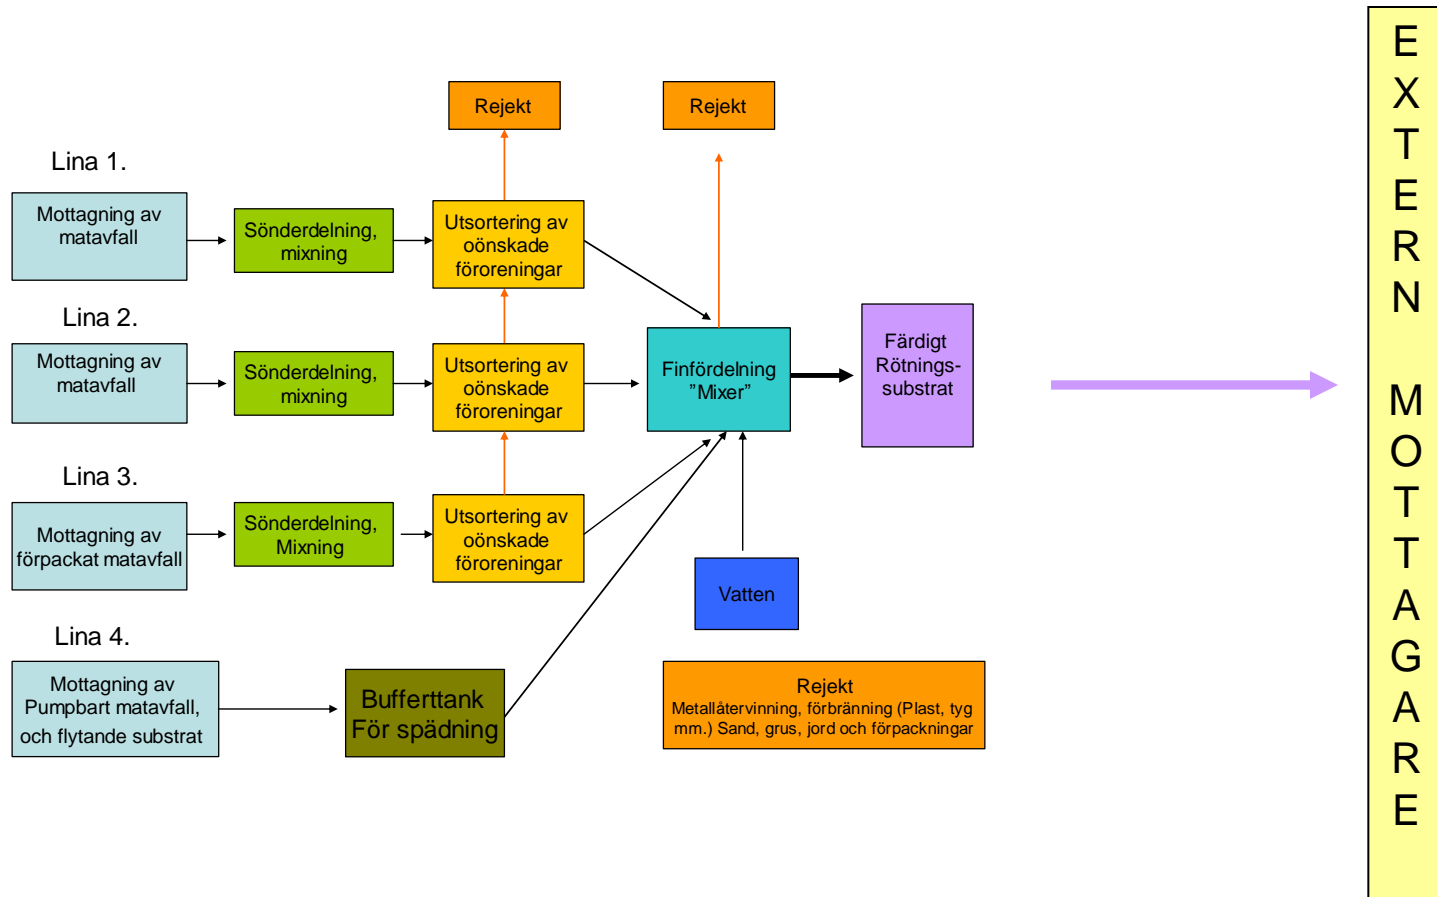 Rejekt
Rejekt
Lina 1.
Mottagning av
matavfall
Sönderdelning,
mixning
Utsortering av
oönskade
föroreningar
Lina 2.
Mottagning av
matavfall
Sönderdelning,
mixning
Utsortering av
oönskade
föroreningar
Finfördelning
”Mixer”
Färdigt
Rötnings-
substrat
Lina 3.
Mottagning av
förpackat matavfall
Sönderdelning,
Mixning
Utsortering av
oönskade
föroreningar
Vatten
Lina 4.
Mottagning av
Pumpbart matavfall,
och flytande substrat
Bufferttank
För spädning
Rejekt
Metallåtervinning, förbränning (Plast, tyg
mm.) Sand, grus, jord och förpackningar
EXTERN MOTTAGARE